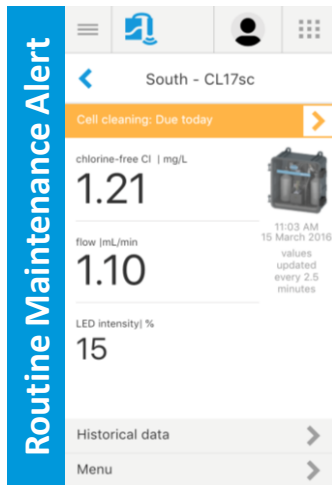 Routine Maintenance Alert
South - CL17sc
Cell cleaning: Due today
chlorine-free Cl | mg/L
1.21
11:03 AM
15 March 2016
values
updated
every 2.5
minutes
flow |mL/min
1.10
LED intensity| %
15
Historical data
Menu